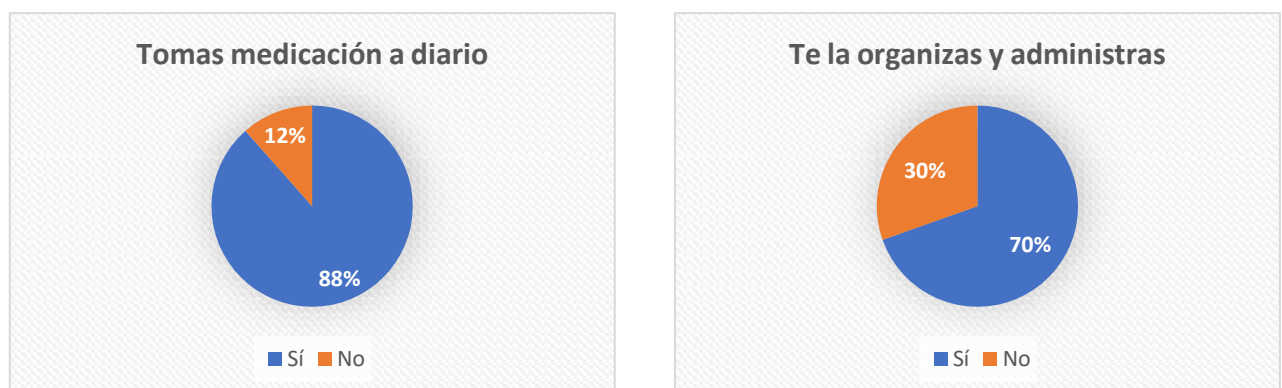 Tomas medicación a diario
12%
88%
Sí No
Te la organizas y administras
30%
70%
Sí No